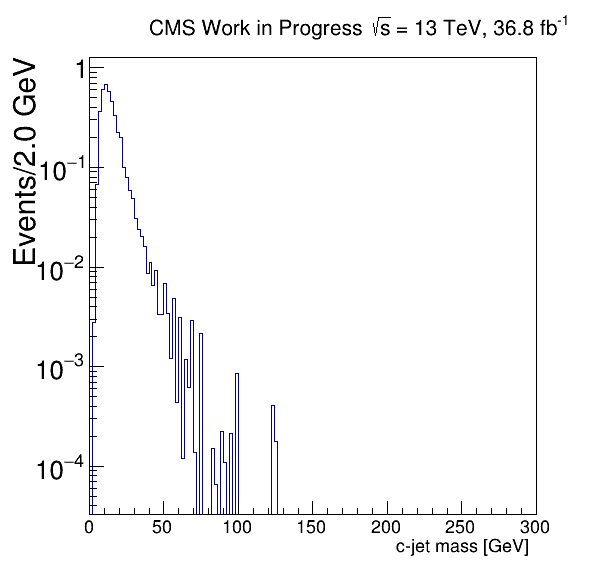 CMS Work in Progress √s = 13 TeV, 36.8 fb⁻¹
Events/2.0 GeV
1
10⁻¹
10⁻²
10⁻³
10⁻⁴
0 50 100 150 200 250 300
c-jet mass [GeV]